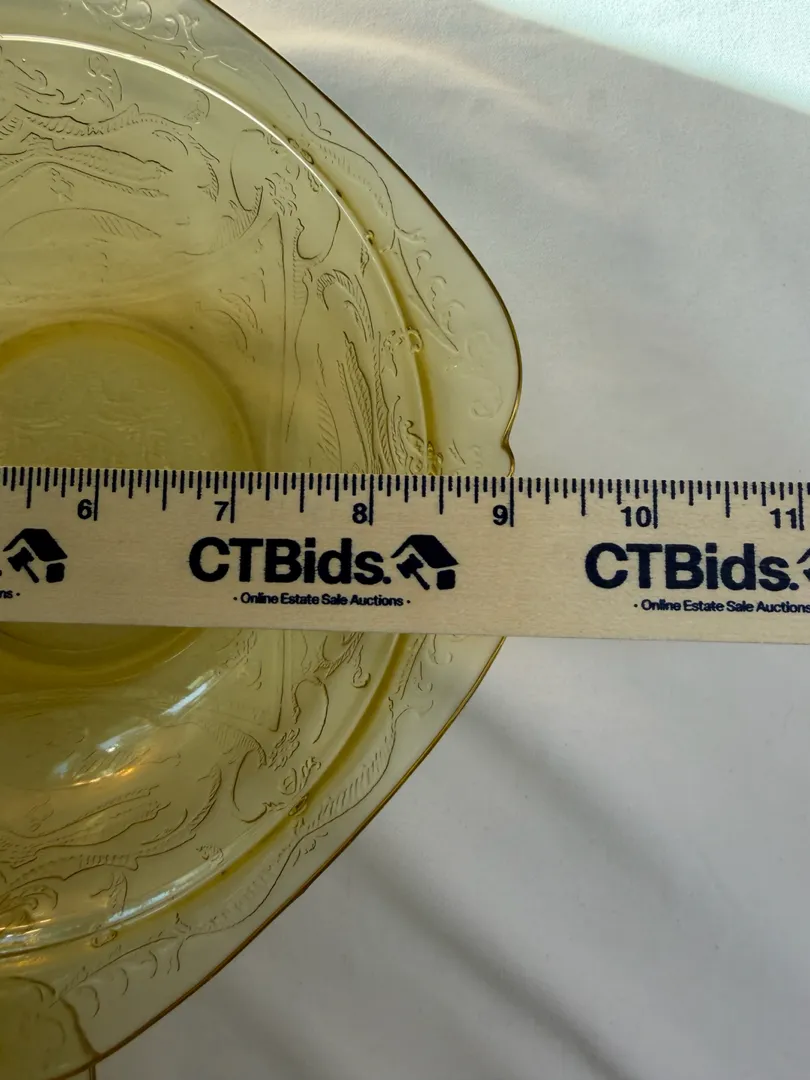 6 7 8 9 10 11
CTBids. CTBids.
· Online Estate Sale Auctions · · Online Estate Sale Auctions